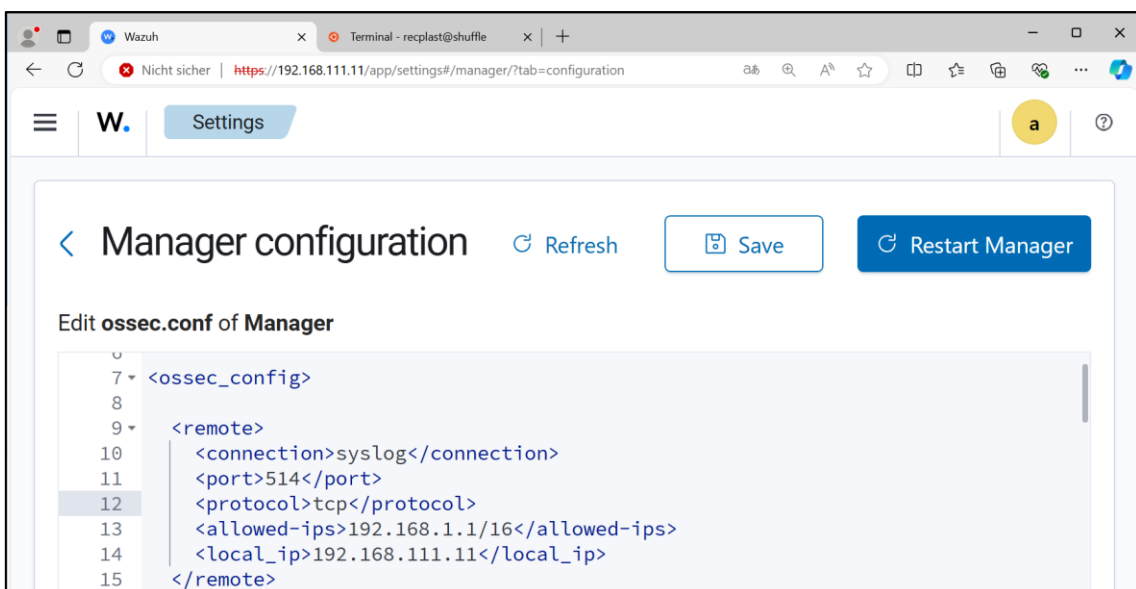 Wazuh
Terminal - recplast@shuffle
Nicht sicher | https://192.168.111.11/app/settings#/manager/?tab=configuration
W. Settings a
Manager configuration Refresh Save Restart Manager
Edit ossec.conf of Manager
6
7 <ossec_config>
8
9 <remote>
10 <connection>syslog</connection>
11 <port>514</port>
12 <protocol>tcp</protocol>
13 <allowed-ips>192.168.1.1/16</allowed-ips>
14 <local_ip>192.168.111.11</local_ip>
15 </remote>